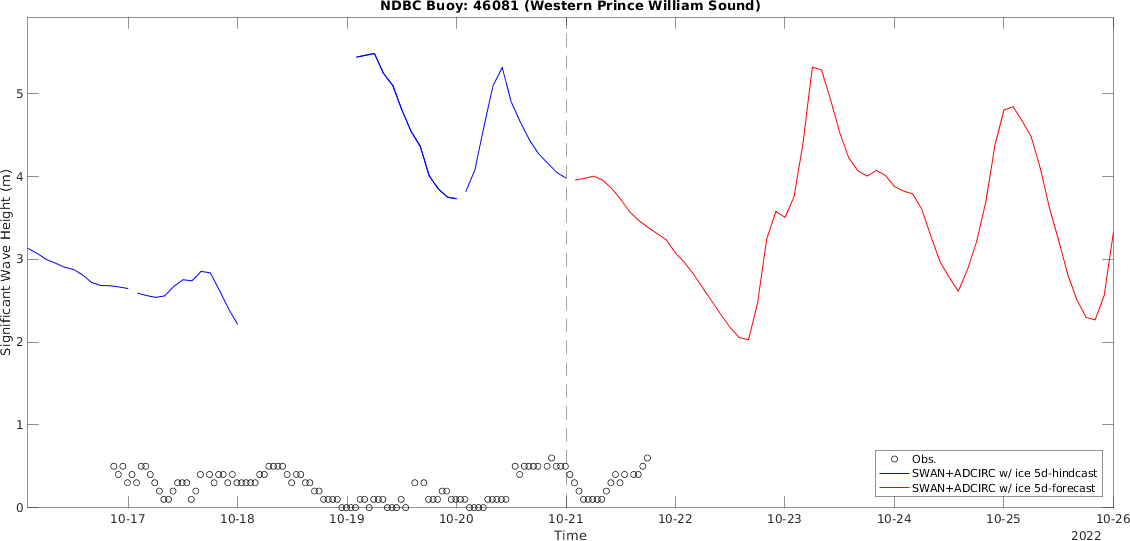 NDBC Buoy: 46081 (Western Prince William Sound)
Significant Wave Height (m)
5
4
3
2
1
0
Obs.
SWAN+ADCIRC w/ ice 5d-hindcast
SWAN+ADCIRC w/ ice 5d-forecast
10-17 10-18 10-19 10-20 10-21 10-22 10-23 10-24 10-25 10-26
Time
2022